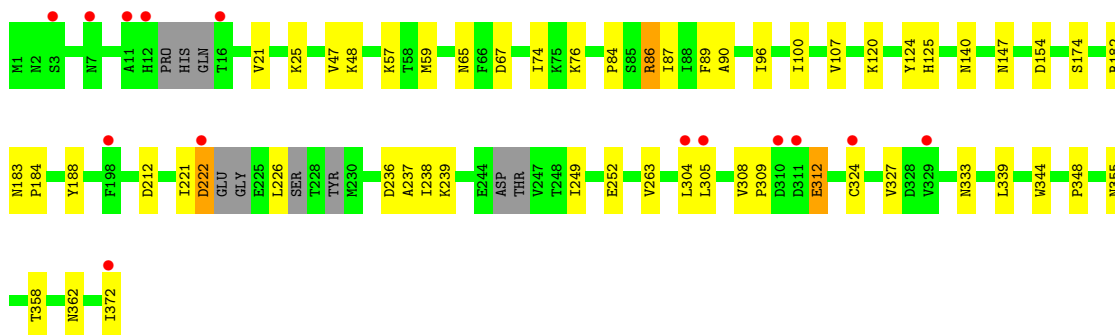 M1 N2 S3 N7 A11 H12 PRO HIS GLN T16 V21 K25 V47 K48 K57 T58 M59 N65 F66 D67 I74 K75 K76 P84 S85 R86 I87 I88 F89 A90 I96 I100 V107 K120 Y124 H125 N140 N147 D154 S174
N183 P184 Y188 F198 D212 I221 D222 GLU GLY E225 L226 SER T228 TYR M230 D236 A237 I238 K239 E244 ASP THR V247 T248 I249 E252 V263 L304 L305 V308 P309 D310 D311 E312 C324 V327 D328 V329 N333 L339 W344 P348 N355
T358 N362 I372